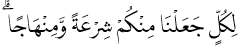 لِكُلٍّ جَعَلْنَا مِنكُمْ شِرْعَةً وَمِنْهَاجًا ۗ